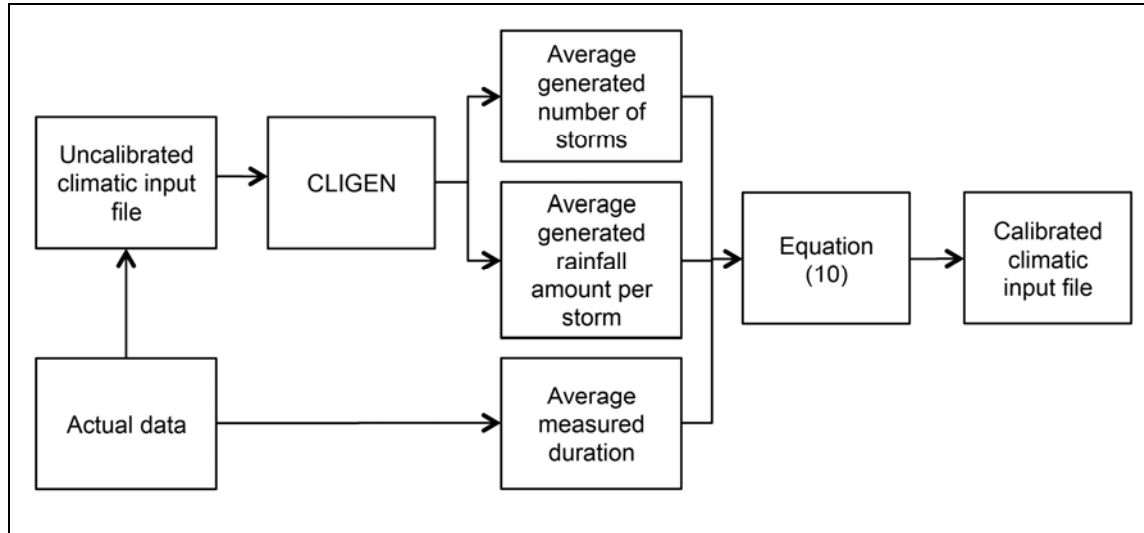 Average
generated
number of
storms
Uncalibrated
climatic input
file
CLIGEN
Average
generated
rainfall
amount per
storm
Equation
(10)
Calibrated
climatic
input file
Actual data
Average
measured
duration